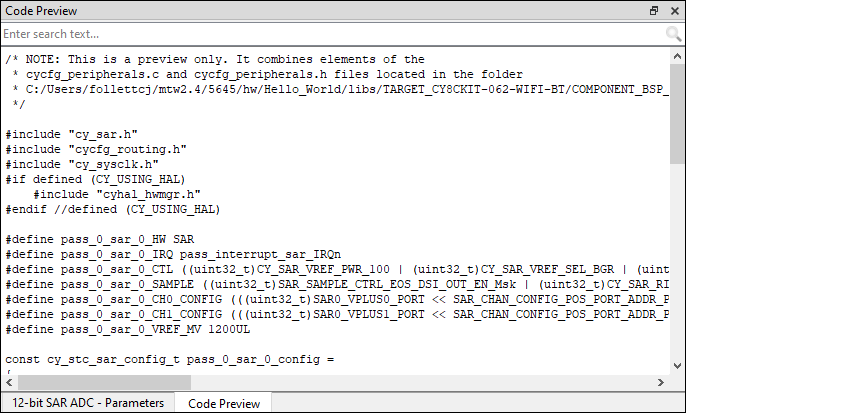 Code Preview
Enter search text...
/* NOTE: This is a preview only. It combines elements of the
 * cycfg_peripherals.c and cycfg_peripherals.h files located in the folder
 * C:/Users/follettcj/mtw2.4/5645/hw/Hello_World/libs/TARGET_CY8CKIT-062-WIFI-BT/COMPONENT_BSP_
 */
#include "cy_sar.h"
#include "cycfg_routing.h"
#include "cy_sysclk.h"
#if defined (CY_USING_HAL)
    #include "cyhal_hwmgr.h"
#endif //defined (CY_USING_HAL)
#define pass_0_sar_0_HW SAR
#define pass_0_sar_0_IRQ pass_interrupt_sar_IRQn
#define pass_0_sar_0_CTL ((uint32_t)CY_SAR_VREF_PWR_100 | (uint32_t)CY_SAR_VREF_SEL_BGR | (uint
#define pass_0_sar_0_SAMPLE ((uint32_t)SAR_SAMPLE_CTRL_EOS_DSI_OUT_EN_Msk | (uint32_t)CY_SAR_RI
#define pass_0_sar_0_CH0_CONFIG (((uint32_t)SAR0_VPLUS0_PORT << SAR_CHAN_CONFIG_POS_PORT_ADDR_P
#define pass_0_sar_0_CH1_CONFIG (((uint32_t)SAR0_VPLUS1_PORT << SAR_CHAN_CONFIG_POS_PORT_ADDR_P
#define pass_0_sar_0_VREF_MV 1200UL
const cy_stc_sar_config_t pass_0_sar_0_config =
12-bit SAR ADC - Parameters
Code Preview